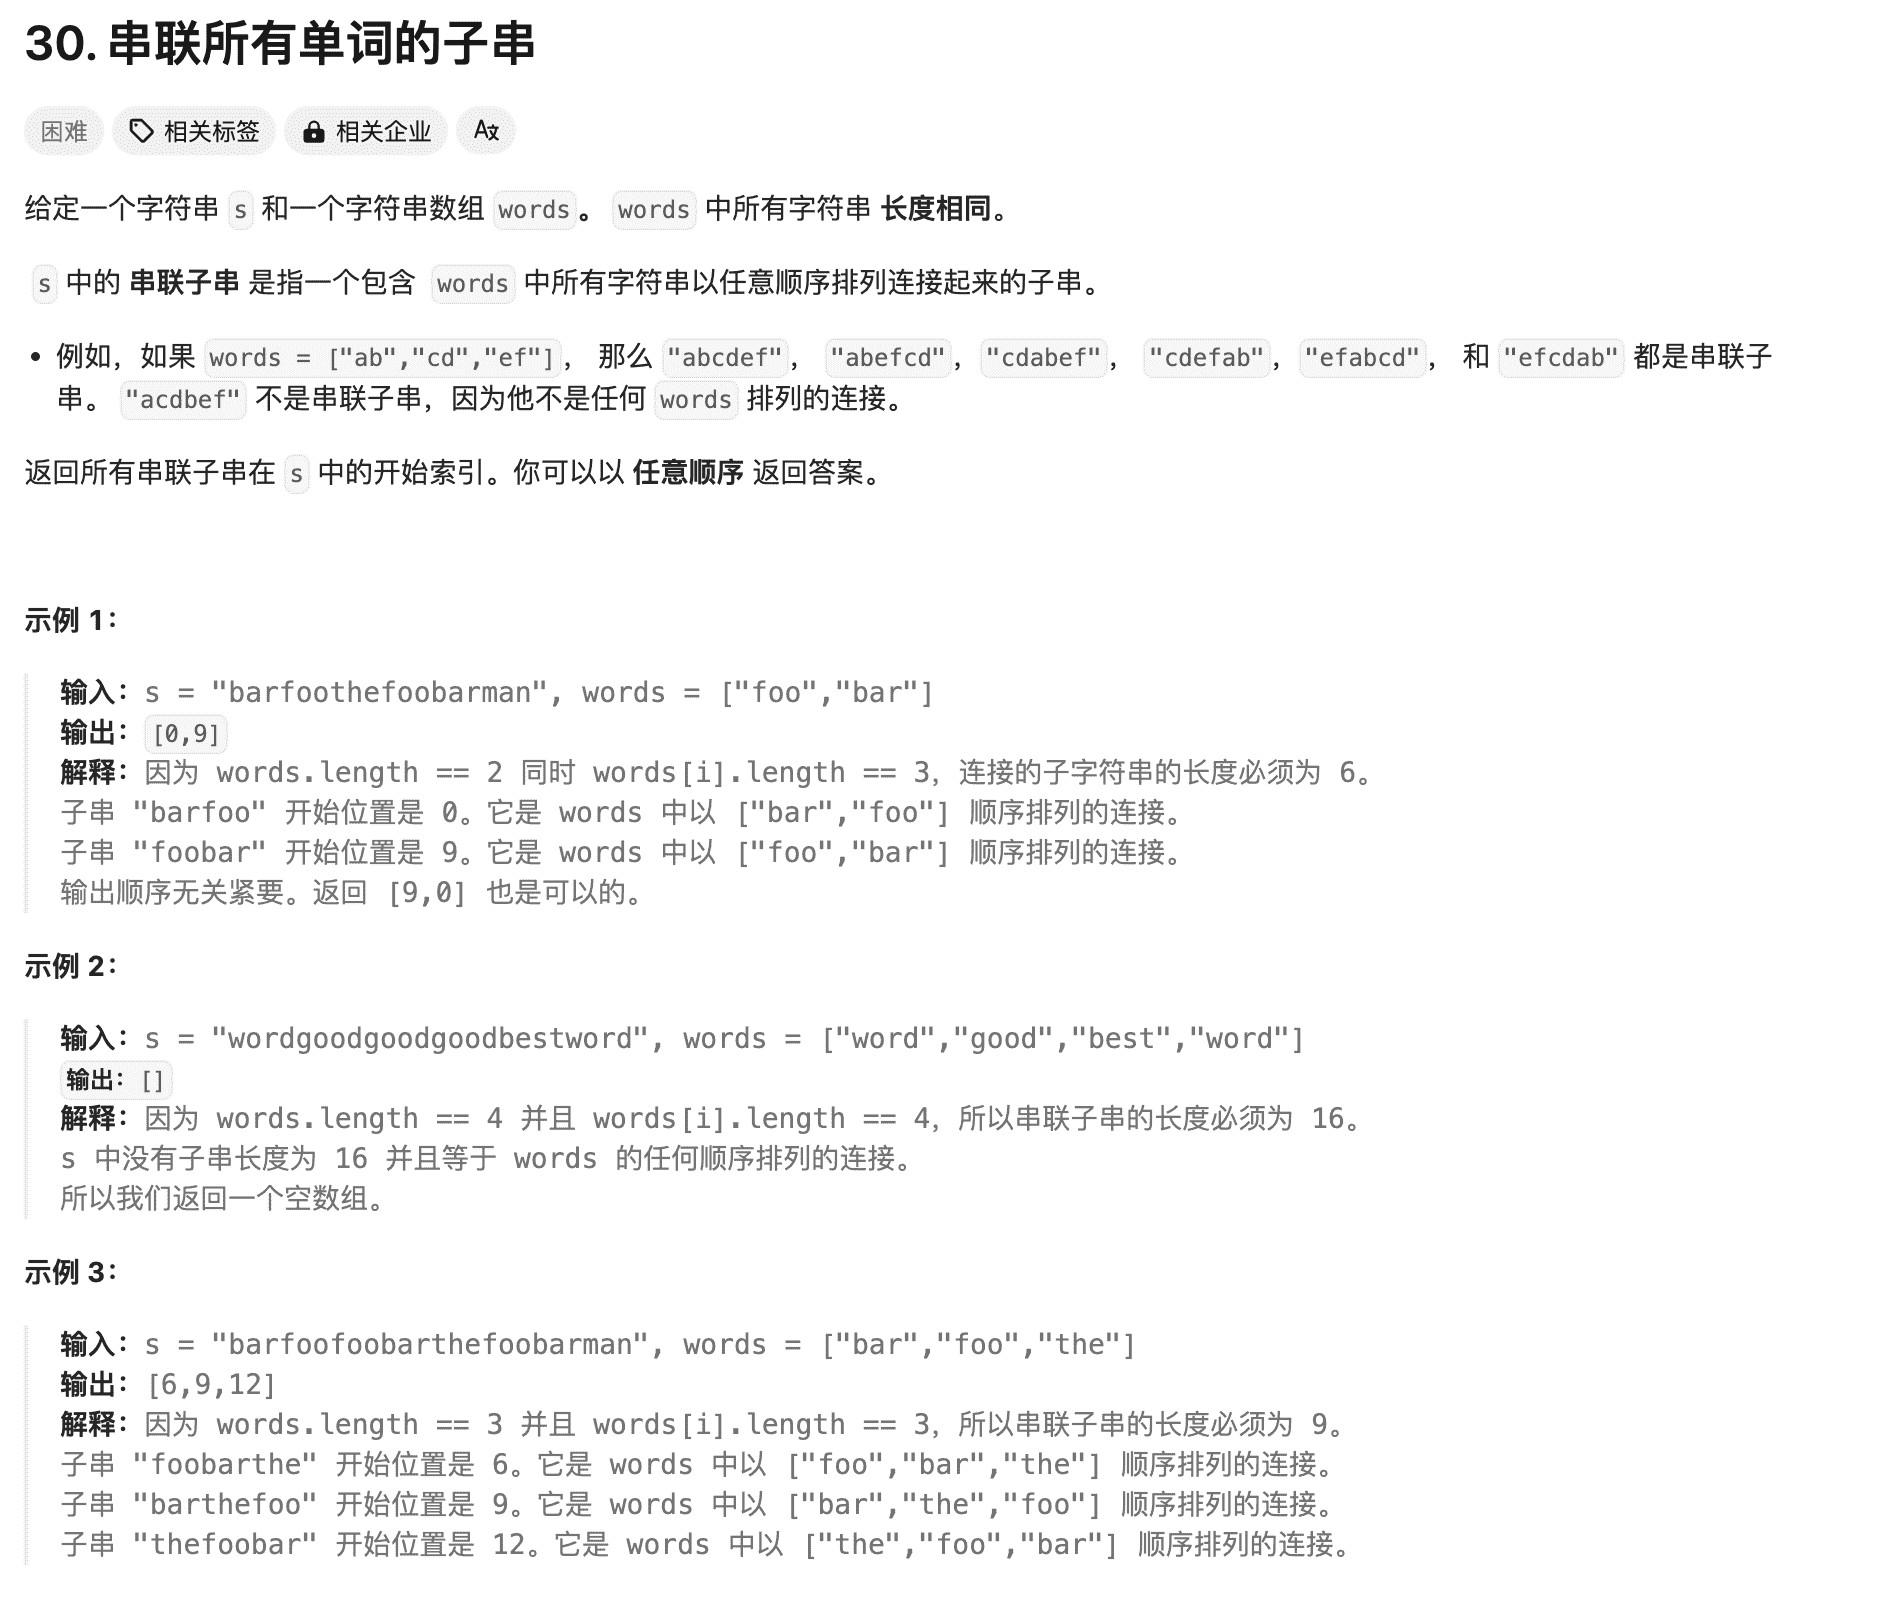 30. 串联所有单词的子串
困难 相关标签 相关企业 A文
给定一个字符串 s 和一个字符串数组 words。 words 中所有字符串 长度相同。
s 中的 串联子串 是指一个包含 words 中所有字符串以任意顺序排列连接起来的子串。
• 例如，如果 words = ["ab","cd","ef"]， 那么 "abcdef"， "abefcd"，"cdabef"， "cdefab"，"efabcd"， 和 "efcdab" 都是串联子
串。 "acdbef" 不是串联子串，因为他不是任何 words 排列的连接。
返回所有串联子串在 s 中的开始索引。你可以以 任意顺序 返回答案。
示例 1：
输入：s = "barfoothefoobarman", words = ["foo","bar"]
输出：[0,9]
解释：因为 words.length == 2 同时 words[i].length == 3，连接的子字符串的长度必须为 6。
子串 "barfoo" 开始位置是 0。它是 words 中以 ["bar","foo"] 顺序排列的连接。
子串 "foobar" 开始位置是 9。它是 words 中以 ["foo","bar"] 顺序排列的连接。
输出顺序无关紧要。返回 [9,0] 也是可以的。
示例 2：
输入：s = "wordgoodgoodgoodbestword", words = ["word","good","best","word"]
输出：[]
解释：因为 words.length == 4 并且 words[i].length == 4，所以串联子串的长度必须为 16。
s 中没有子串长度为 16 并且等于 words 的任何顺序排列的连接。
所以我们返回一个空数组。
示例 3：
输入：s = "barfoofoobarthefoobarman", words = ["bar","foo","the"]
输出：[6,9,12]
解释：因为 words.length == 3 并且 words[i].length == 3，所以串联子串的长度必须为 9。
子串 "foobarthe" 开始位置是 6。它是 words 中以 ["foo","bar","the"] 顺序排列的连接。
子串 "barthefoo" 开始位置是 9。它是 words 中以 ["bar","the","foo"] 顺序排列的连接。
子串 "thefoobar" 开始位置是 12。它是 words 中以 ["the","foo","bar"] 顺序排列的连接。